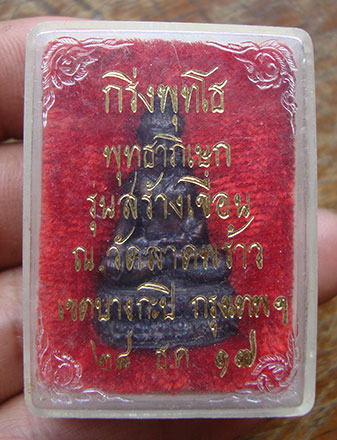 กริ่งพุทโธ
พุทธาภิเษก
รุ่นสร้างเขื่อน
ณ วัดลาดพร้าว
เขตบางกะปิ กรุงเทพฯ
๒๘ ธ.ค. ๑๗